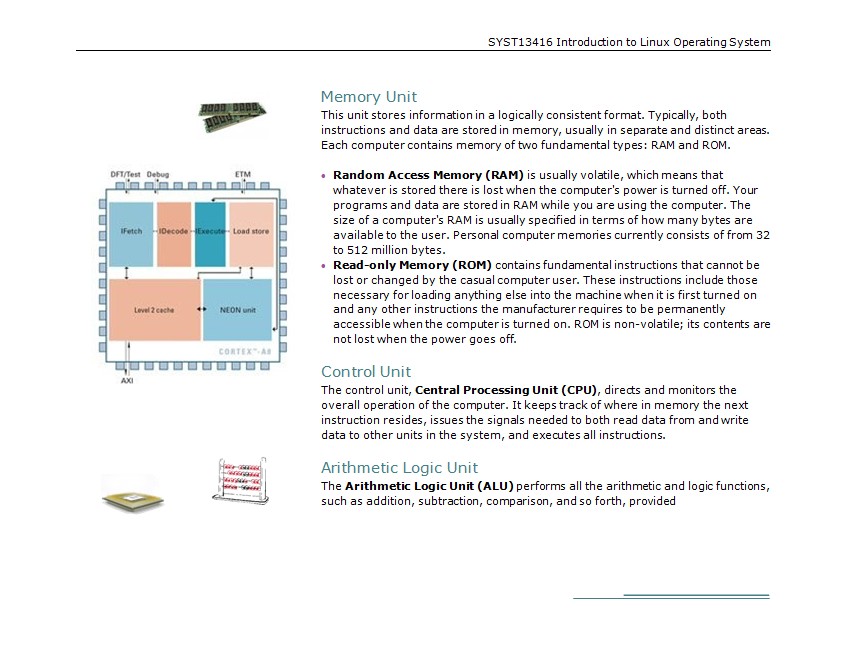 SYST13416 Introduction to Linux Operating System
Memory Unit
This unit stores information in a logically consistent format. Typically, both
instructions and data are stored in memory, usually in separate and distinct areas.
Each computer contains memory of two fundamental types: RAM and ROM.
• Random Access Memory (RAM) is usually volatile, which means that
whatever is stored there is lost when the computer's power is turned off. Your
programs and data are stored in RAM while you are using the computer. The
size of a computer's RAM is usually specified in terms of how many bytes are
available to the user. Personal computer memories currently consists of from 32
to 512 million bytes.
• Read-only Memory (ROM) contains fundamental instructions that cannot be
lost or changed by the casual computer user. These instructions include those
necessary for loading anything else into the machine when it is first turned on
and any other instructions the manufacturer requires to be permanently
accessible when the computer is turned on. ROM is non-volatile; its contents are
not lost when the power goes off.
DFT/Test Debug ETM
IFetch IDecode IExecute Load store
Level 2 cache NEON unit
CORTEX™-A8
AXI
Control Unit
The control unit, Central Processing Unit (CPU), directs and monitors the
overall operation of the computer. It keeps track of where in memory the next
instruction resides, issues the signals needed to both read data from and write
data to other units in the system, and executes all instructions.
Arithmetic Logic Unit
The Arithmetic Logic Unit (ALU) performs all the arithmetic and logic functions,
such as addition, subtraction, comparison, and so forth, provided